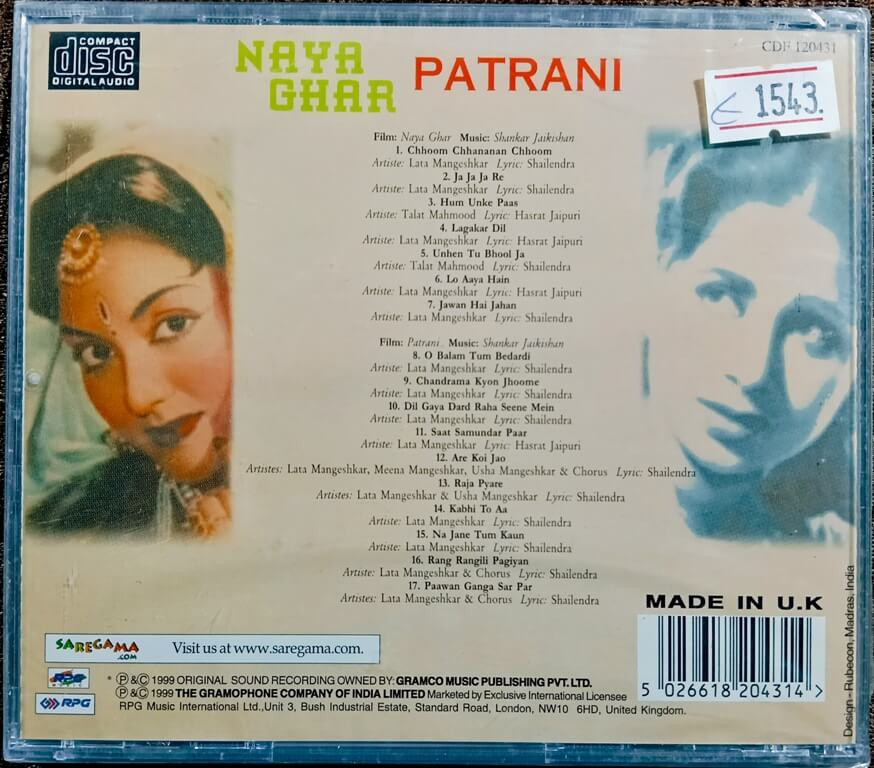 COMPACT
disc
DIGITAL AUDIO
NAYA
GHAR
PATRANI
CDF 120431
1543.
Film: Naya Ghar Music: Shankar Jaikishan
1. Chhoom Chhananan Chhoom
Artiste: Lata Mangeshkar Lyric: Shailendra
2. Ja Ja Ja Re
Artiste: Lata Mangeshkar Lyric: Shailendra
3. Hum Unke Paas
Artiste: Talat Mahmood Lyric: Hasrat Jaipuri
4. Lagakar Dil
Artiste: Lata Mangeshkar Lyric: Hasrat Jaipuri
5. Unhen Tu Bhool Ja
Artiste: Talat Mahmood Lyric: Shailendra
6. Lo Aaya Hain
Artiste: Lata Mangeshkar Lyric: Hasrat Jaipuri
7. Jawan Hai Jahan
Artiste: Lata Mangeshkar Lyric: Shailendra
Film: Patrani Music: Shankar Jaikishan
8. O Balam Tum Bedardi
Artiste: Lata Mangeshkar Lyric: Shailendra
9. Chandrama Kyon Jhoome
Artiste: Lata Mangeshkar Lyric: Shailendra
10. Dil Gaya Dard Raha Seene Mein
Artiste: Lata Mangeshkar Lyric: Shailendra
11. Saat Samundar Paar
Artiste: Lata Mangeshkar Lyric: Hasrat Jaipuri
12. Are Koi Jao
Artistes: Lata Mangeshkar, Meena Mangeshkar, Usha Mangeshkar & Chorus Lyric: Shailendra
13. Raja Pyare
Artistes: Lata Mangeshkar & Usha Mangeshkar Lyric: Shailendra
14. Kabhi To Aa
Artiste: Lata Mangeshkar Lyric: Shailendra
15. Na Jane Tum Kaun
Artiste: Lata Mangeshkar Lyric: Shailendra
16. Rang Rangili Pagiyan
Artiste: Lata Mangeshkar & Chorus Lyric: Shailendra
17. Paawan Ganga Sar Par
Artistes: Lata Mangeshkar & Chorus Lyric: Shailendra
MADE IN U.K
5 026618 204314 >
Design - Rubecon, Madras, India
SAREGAMA
.COM
Visit us at www.saregama.com.
RPG
* Ⓟ & © 1999 ORIGINAL SOUND RECORDING OWNED BY: GRAMCO MUSIC PUBLISHING PVT. LTD.
Ⓟ & © 1999 THE GRAMOPHONE COMPANY OF INDIA LIMITED Marketed by Exclusive International Licensee
RPG
RPG Music International Ltd.,Unit 3, Bush Industrial Estate, Standard Road, London, NW10 6HD, United Kingdom.